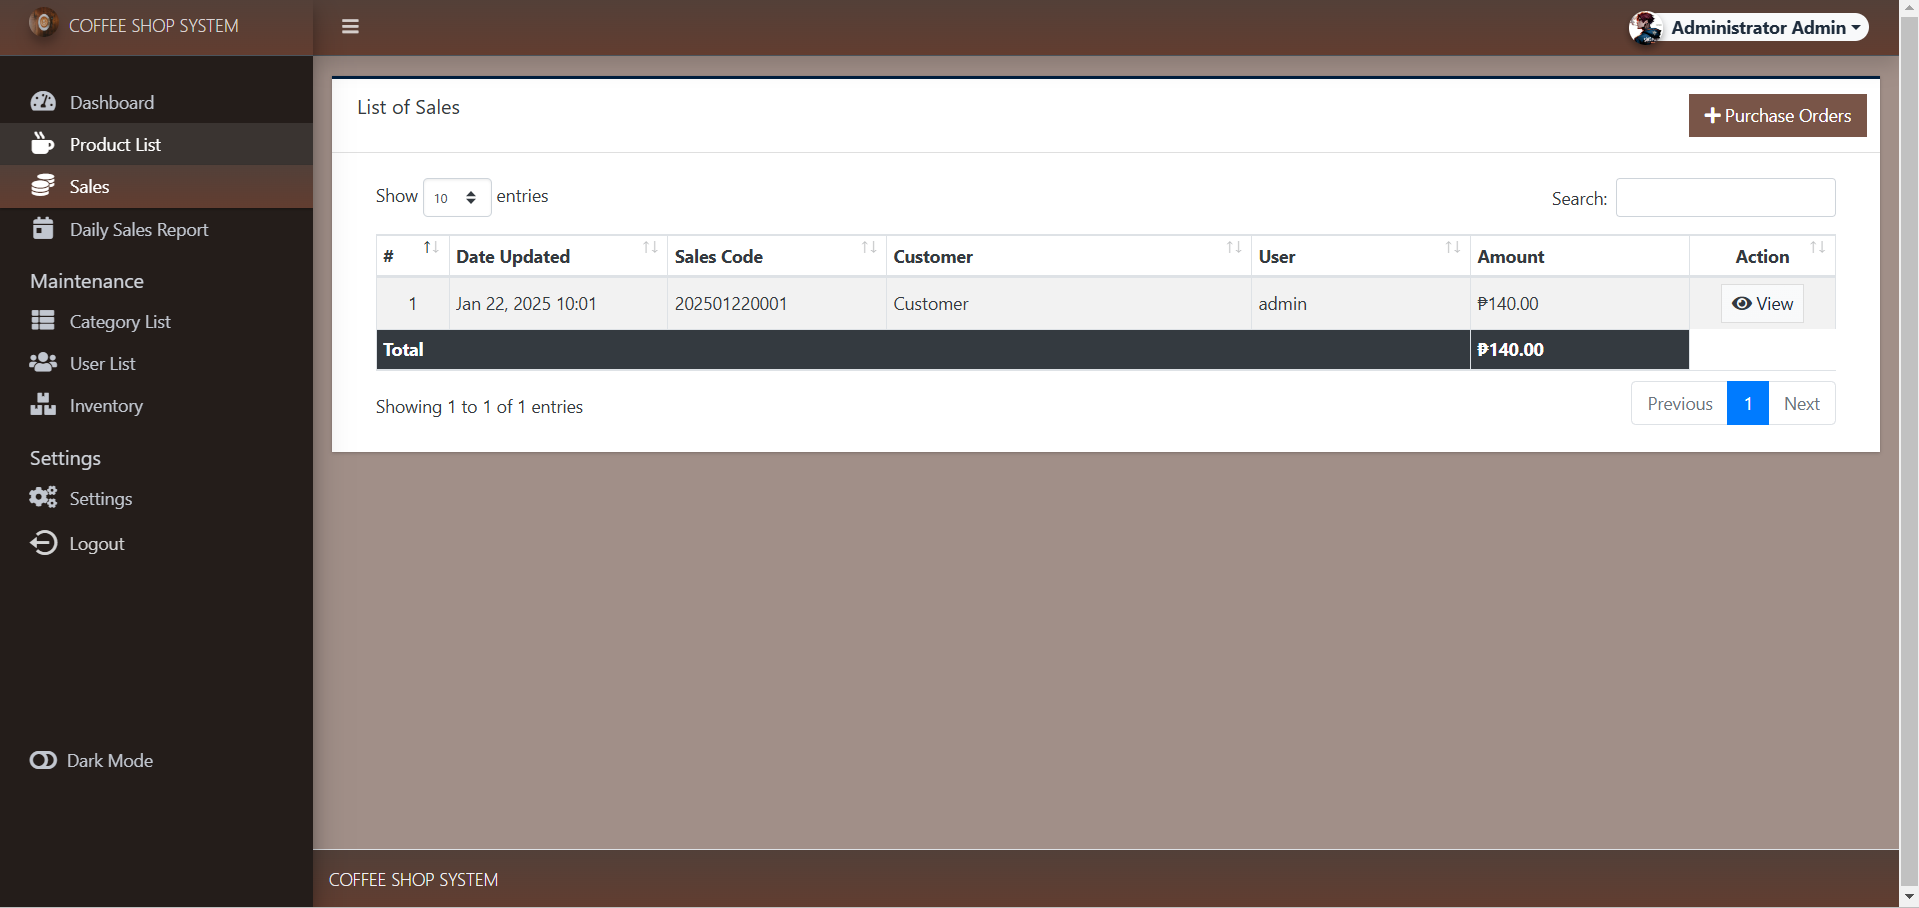 COFFEE SHOP SYSTEM
Administrator Admin
Dashboard
Product List
Sales
Daily Sales Report
Maintenance
Category List
User List
Inventory
Settings
Settings
Logout
Dark Mode
List of Sales
Purchase Orders
Show 10 entries
Search:
# Date Updated Sales Code Customer User Amount Action
1 Jan 22, 2025 10:01 202501220001 Customer admin ₱140.00 View
Total ₱140.00
Showing 1 to 1 of 1 entries
Previous 1 Next
COFFEE SHOP SYSTEM